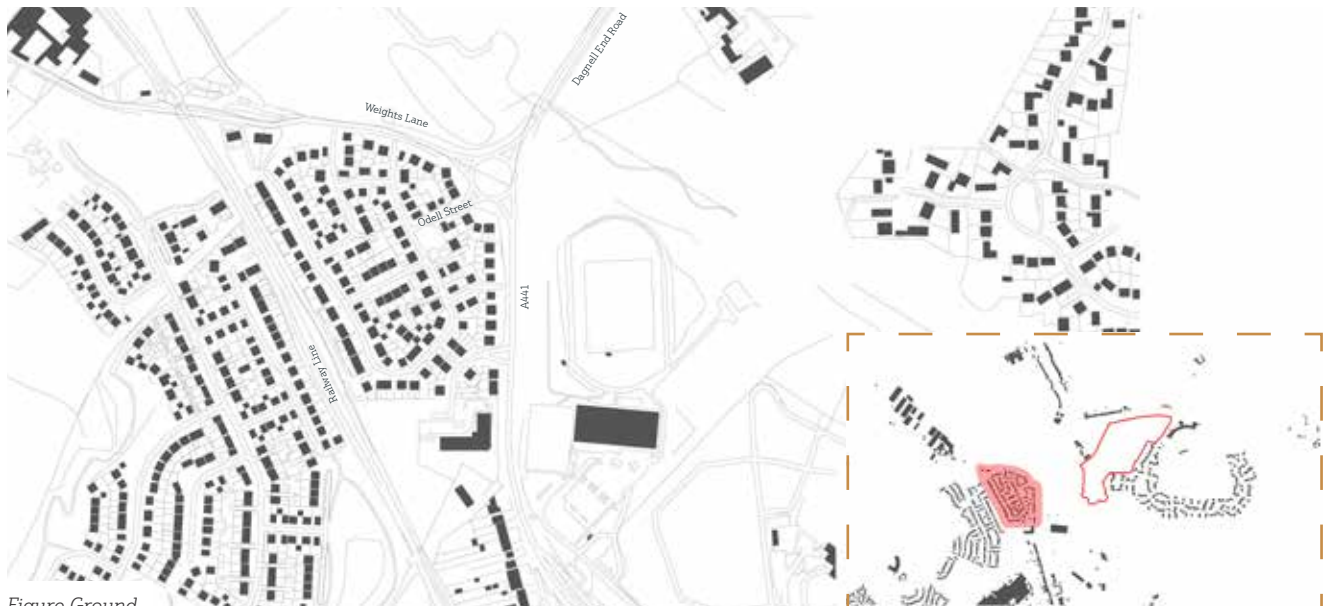 Dagnell End Road
Weights Lane
Odell Street
A441
Railway Line
Figure Ground